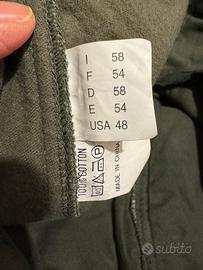 I 58
F 54
D 58
E 54
USA 48
100% COTTON
MADE IN CHINA
subito